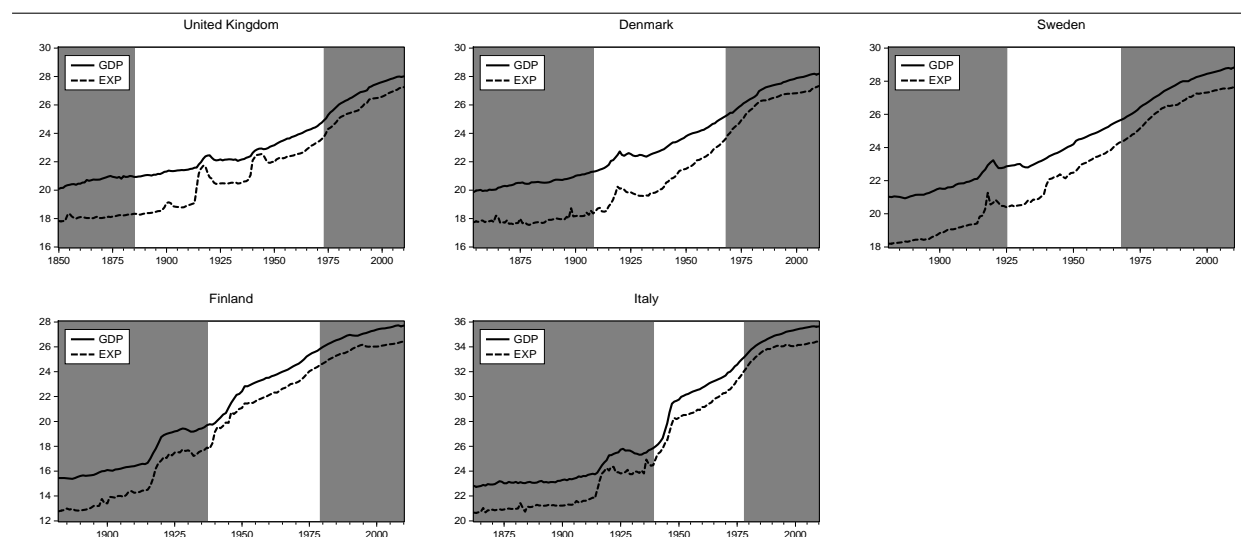 United Kingdom
30
28
26
24
22
20
18
16
GDP
EXP
1850 1875 1900 1925 1950 1975 2000
Denmark
30
28
26
24
22
20
18
16
GDP
EXP
1875 1900 1925 1950 1975 2000
Sweden
30
28
26
24
22
20
18
GDP
EXP
1900 1925 1950 1975 2000
Finland
28
26
24
22
20
18
16
14
12
GDP
EXP
1900 1925 1950 1975 2000
Italy
36
34
32
30
28
26
24
22
20
GDP
EXP
1875 1900 1925 1950 1975 2000